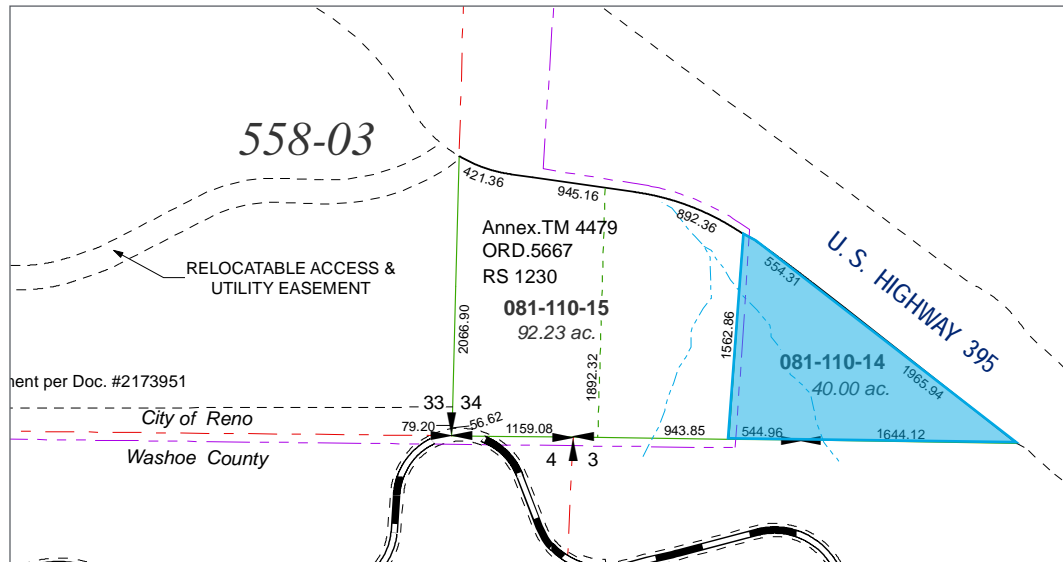 558-03
421.36
945.16
892.36
Annex.TM 4479
ORD.5667
RS 1230
U. S. HIGHWAY 395
554.31
RELOCATABLE ACCESS &
UTILITY EASEMENT
081-110-15
92.23 ac.
2066.90
1562.86
081-110-14
40.00 ac.
1965.94
1892.32
ment per Doc. #2173951
33 34
City of Reno
79.20
56.62
1159.08
943.85
544.96
1644.12
Washoe County
4 3